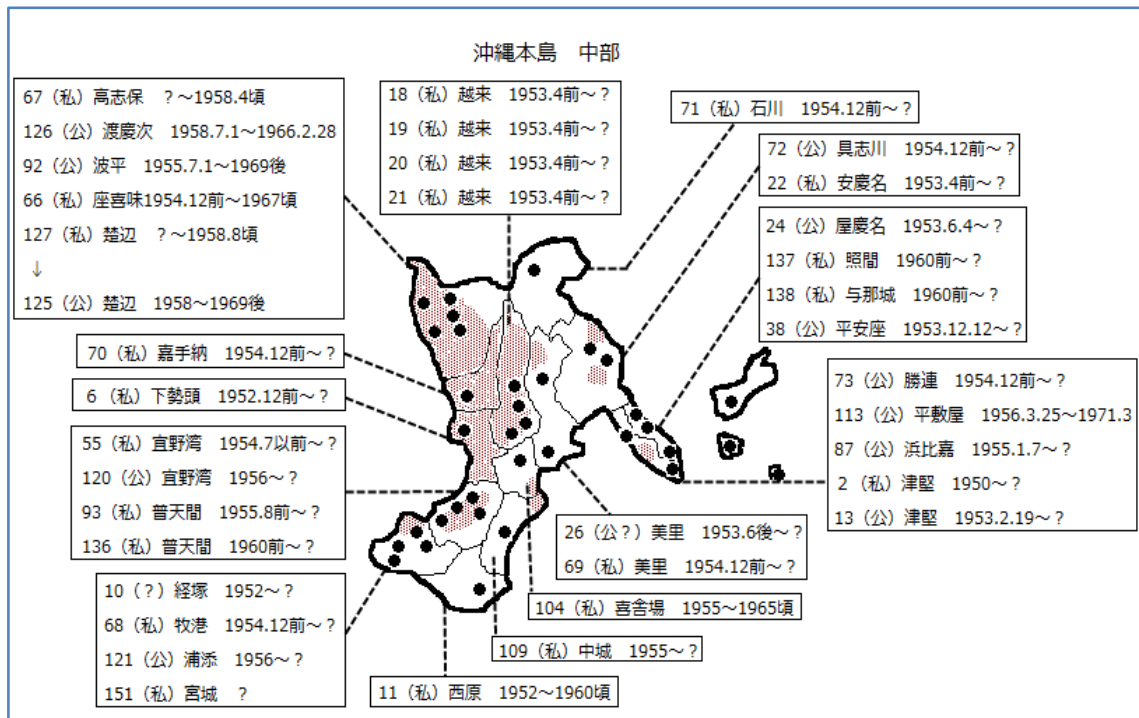 沖縄本島　中部
67（私）高志保　？～1958.4頃
126（公）渡慶次　1958.7.1～1966.2.28
92（公）波平　1955.7.1～1969後
66（私）座喜味1954.12前～1967頃
127（私）楚辺　？～1958.8頃
↓
125（公）楚辺　1958～1969後
18（私）越来　1953.4前～？
19（私）越来　1953.4前～？
20（私）越来　1953.4前～？
21（私）越来　1953.4前～？
71（私）石川　1954.12前～？
72（公）具志川　1954.12前～？
22（私）安慶名　1953.4前～？
24（公）屋慶名　1953.6.4～？
137（私）照間　1960前～？
138（私）与那城　1960前～？
38（公）平安座　1953.12.12～？
70（私）嘉手納　1954.12前～？
6（私）下勢頭　1952.12前～？
55（私）宜野湾　1954.7以前～？
120（公）宜野湾　1956～？
93（私）普天間　1955.8前～？
136（私）普天間　1960前～？
73（公）勝連　1954.12前～？
113（公）平敷屋　1956.3.25～1971.3
87（公）浜比嘉　1955.1.7～？
2（私）津堅　1950～？
13（公）津堅　1953.2.19～？
26（公？）美里　1953.6後～？
69（私）美里　1954.12前～？
10（？）経塚　1952～？
68（私）牧港　1954.12前～？
121（公）浦添　1956～？
151（私）宮城　？
104（私）喜舎場　1955～1965頃
109（私）中城　1955～？
11（私）西原　1952～1960頃